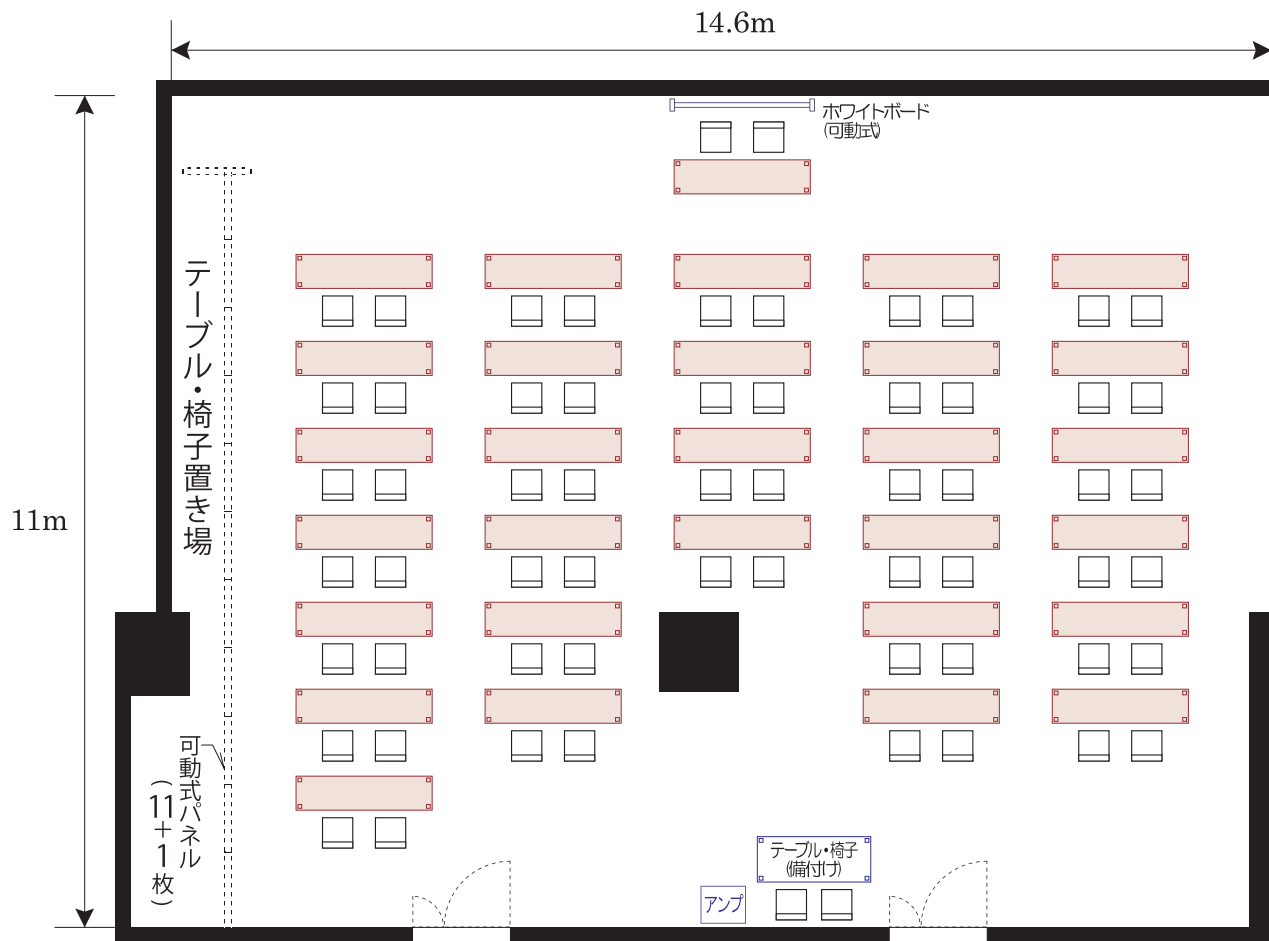 14.6m
ホワイトボード
(可動式)
テーブル・椅子置き場
11m
可動式パネル
(11+1枚)
テーブル・椅子
(備付け)
アンプ